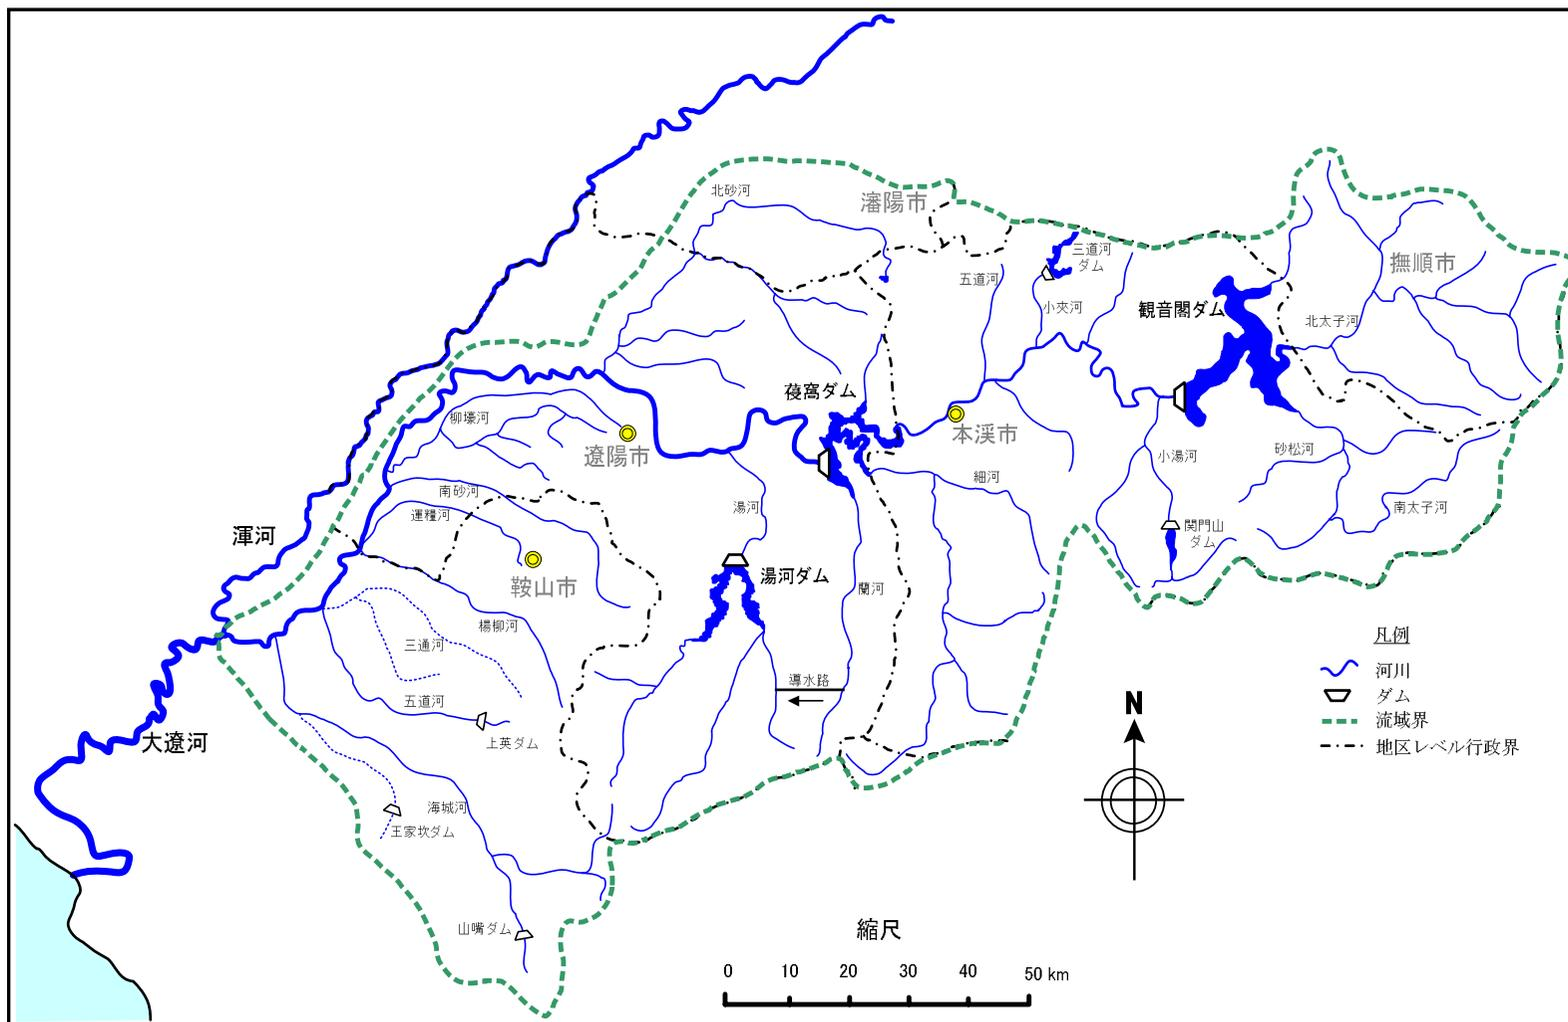 北砂河
瀋陽市
三道河
ダム
五道河
撫順市
小夾河
観音閣ダム
北太子河
葠窩ダム
柳壕河
遼陽市
本溪市
小湯河
砂松河
細河
南砂河
運糧河
湯河
南太子河
関門山
ダム
渾河
鞍山市
湯河ダム
蘭河
楊柳河
三通河
導水路
五道河
上英ダム
大遼河
海城河
王家坎ダム
山嘴ダム
凡例
河川
ダム
流域界
地区レベル行政界
N
縮尺
0 10 20 30 40 50 km